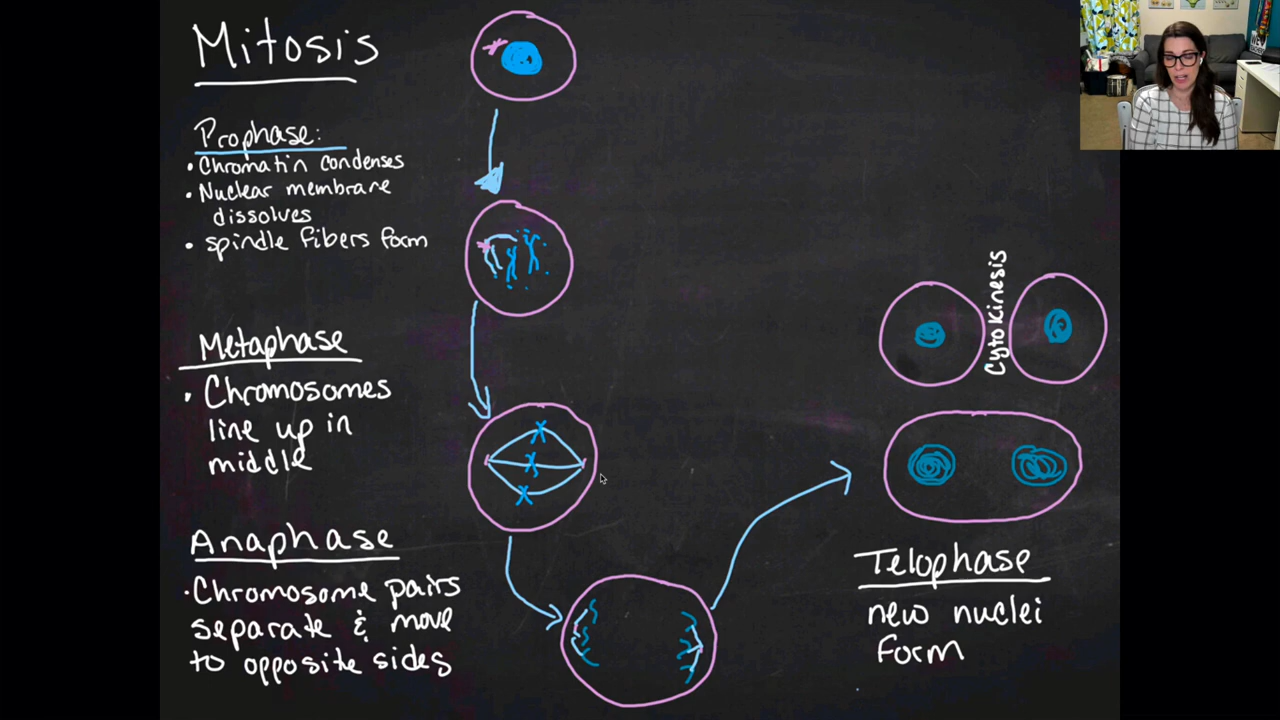 Mitosis
Prophase:
• Chromatin condenses
• Nuclear membrane
dissolves
• spindle fibers form
Metaphase
• Chromosomes
line up in
middle
Anaphase
• Chromosome pairs
separate & move
to opposite sides
Cytokinesis
Telophase
new nuclei
form